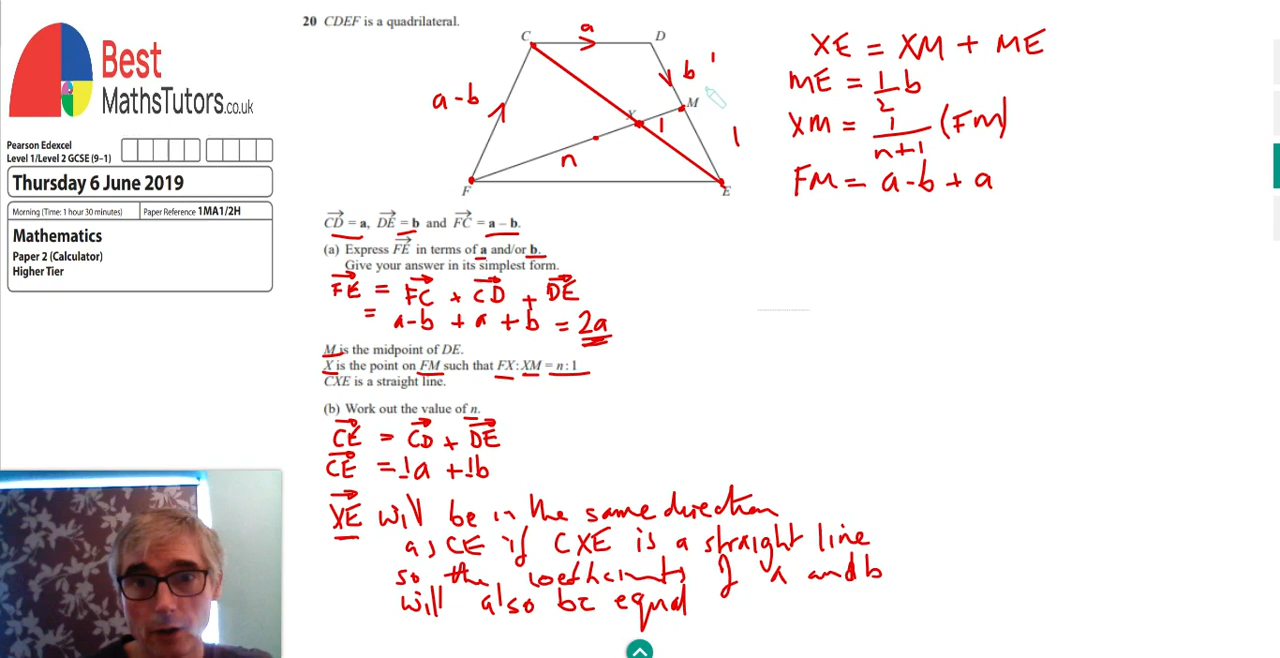 Best
MathsTutors.co.uk
Pearson Edexcel
Level 1/Level 2 GCSE (9–1)
Thursday 6 June 2019
Morning (Time: 1 hour 30 minutes) Paper Reference 1MA1/2H
Mathematics
Paper 2 (Calculator)
Higher Tier
20 CDEF is a quadrilateral.
a
C D
b 1
a-b M
X 1 1
n
F E
CD = a, DE = b and FC = a – b.
(a) Express FE in terms of a and/or b.
Give your answer in its simplest form.
FE = FC + CD + DE
= a-b + a + b = 2a
M is the midpoint of DE.
X is the point on FM such that FX : XM = n : 1
CXE is a straight line.
(b) Work out the value of n.
CE = CD + DE
CE = 1a + 1b
XE will be in the same direction
as CE if CXE is a straight line
so the coefficients of a and b
will also be equal
XE = XM + ME
ME = 1/2 b
XM = 1/n+1 (FM)
FM = a-b + a